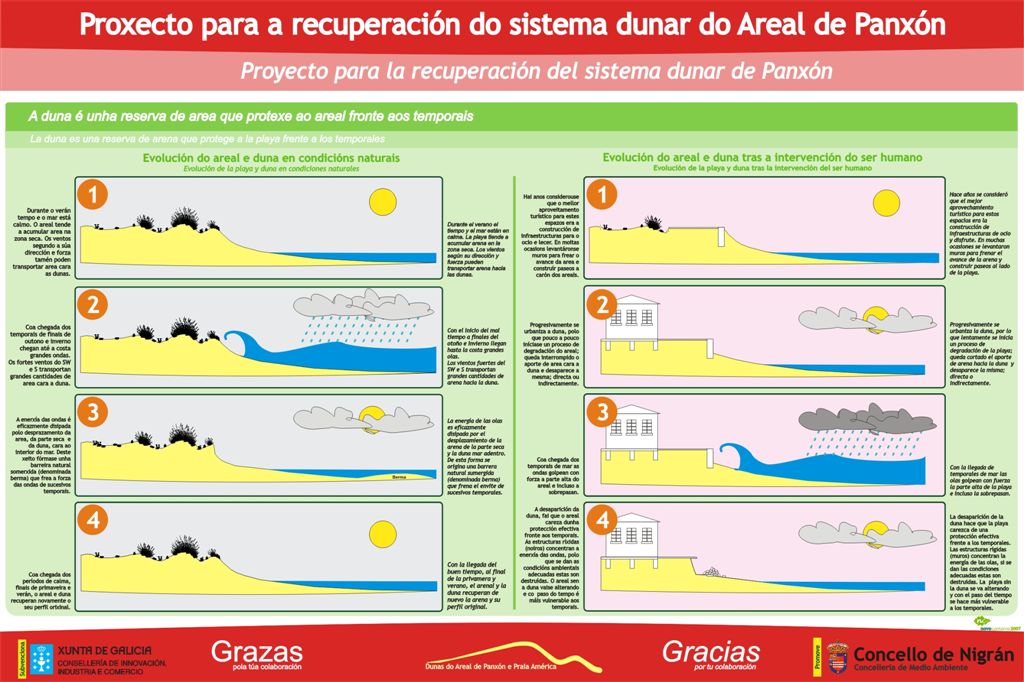 Proxecto para a recuperación do sistema dunar do Areal de Panxón
Proyecto para la recuperación del sistema dunar de Panxón
A duna é unha reserva de area que protexe ao areal fronte aos temporais
La duna es una reserva de arena que protege a la playa frente a los temporales
Evolución do areal e duna en condicións naturais
Evolución de la playa y duna en condiciones naturales
1
Durante o verán
tempo e o mar está
calmo. O areal tende
a acumular area na
zona seca. Os ventos
segundo a súa
dirección e forza
tamén poden
transportar area cara
as dunas.
Durante el verano el
tiempo y el mar están en
calma. La playa tiende a
acumular arena en la
zona seca. Los vientos
según su dirección y
fuerza pueden
transportar arena hacia
las dunas.
2
Coa chegada dos
temporais de finais de
outono e inverno
chegan até a costa
grandes ondas.
Os fortes ventos do SW
e S transportan
grandes cantidades de
area cara a duna.
Con el inicio del mal
tiempo a finales del
otoño e invierno llegan
hasta la costa grandes
olas.
Los vientos fuertes del
SW e S transportan
grandes cantidades de
arena hacia la duna.
3
A enerxía das ondas é
eficazmente disipada
polo desprazamento da
area, da parte seca e
da duna, cara ao
interior do mar. Deste
xeito fórmase unha
barreira natural
somerxida (denominada
berma) que frea a forza
das ondas de sucesivos
temporais.
Berma
La energía de las olas
es eficazmente
disipada por el
desplazamiento de la
arena de la parte seca
y la duna mar adentro.
De esta forma se
origina una barrera
natural sumergida
(denominada berma)
que frena el envite de
sucesivos temporales.
4
Coa chegada dos
periodos de calma,
finais de primaveira e
verán, o areal e duna
recuperan novamente o
seu perfil orixinal.
Con la llegada del
buen tiempo, al final
de la privamera y
verano, el arenal y la
duna recuperan de
nuevo la arena y su
perfil original.
Evolución do areal e duna tras a intervención do ser humano
Evolución de la playa y duna tras la intervención del ser humano
1
Hai anos considerouse
que o mellor
aproveitamento
turístico para estes
espazos era a
construción de
infraestruturas para o
ocio e lecer. En moitas
ocasions levantáronse
muros para frear o
avance da area e
construir paseos a
carón dos areais.
Hace años se consideró
que el mejor
aprovechamiento
turístico para estos
espacios era la
construcción de
infraestructuras de ocio
y disfrute. En muchas
ocasiones se levantaron
muros para frenar el
avance de la arena y
construir paseos al lado
de la playa.
2
Progresivamente se
urbaniza a duna, polo
que pouco a pouco
iníciase un proceso de
degradación do areal;
queda interrompido o
aporte de area cara a
duna e desaparece a
mesma; directa ou
indirectamente.
Progresivamente se
urbaniza la duna, por lo
que lentamente se inicia
un proceso de
degradación de la playa;
queda cortado el aporte
de arena hacia la duna y
desaparece la misma;
directa o
indirectamente.
3
Coa chegada dos
temporais de mar as
ondas golpean con
forza a parte alta do
areal e incluso a
sobrepasan.
Con la llegada de
temporales de mar las
olas golpean con fuerza
la parte alta de la playa
e incluso la sobrepasan.
4
A desaparición da
duna, fai que o areal
careza dunha
protección efectiva
fronte aos temporais.
As estructuras ríxidas
(muros) concentran a
enerxía das ondas, polo
que se dan as
condicións ambientais
adecuadas estas son
destruídas. O areal sen
a duna vaise alterando
e co paso do tempo é
máis vulnerable aos
temporais.
La desaparición de la
duna hace que la playa
carezca de una
protección efectiva
frente a los temporales.
Las estructuras rígidas
(muros) concentran la
energía de las olas, si se
dan las condiciones
adecuadas estas son
destruidas. La playa sin
la duna se va alterando
y con el paso del tiempo
se hace más vulnerable
a los temporales.
2007
Subvenciona
XUNTA DE GALICIA
CONSELLERÍA DE INNOVACIÓN,
INDUSTRIA E COMERCIO
Grazas
pola túa colaboración
Dunas do Areal de Panxón e Praia América
Gracias
por tu colaboración
Promove
Concello de Nigrán
Concellería de Medio Ambiente